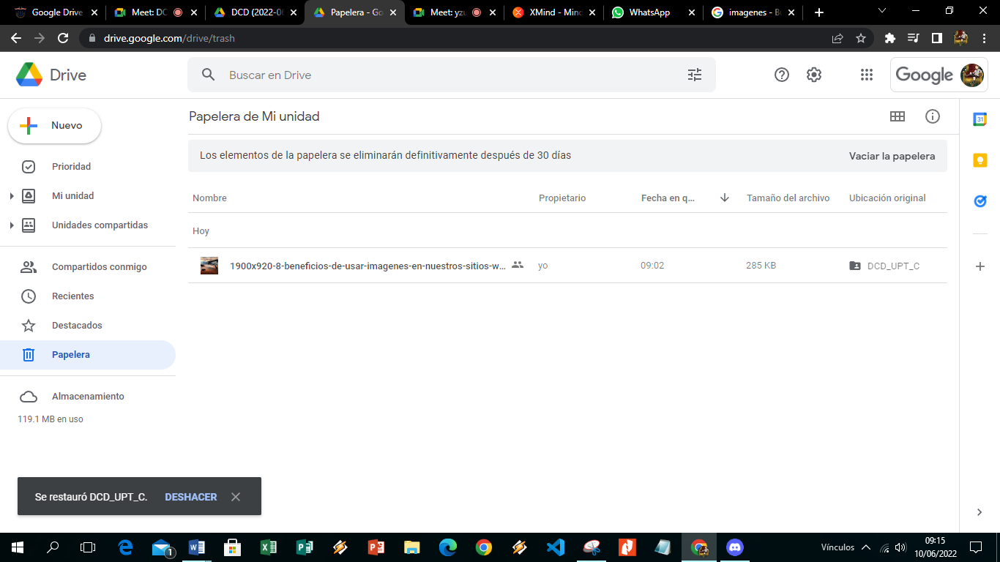 Google Drive
Meet: DC
DCD (2022-0
Papelera - Go
Meet: yzu
XMind - Mind
WhatsApp
imagenes - B
drive.google.com/drive/trash
Drive
Buscar en Drive
Google
Nuevo
Papelera de Mi unidad
Los elementos de la papelera se eliminarán definitivamente después de 30 días
Vaciar la papelera
Prioridad
Mi unidad
Unidades compartidas
Compartidos conmigo
Recientes
Destacados
Papelera
Almacenamiento
119.1 MB en uso
Nombre
Propietario
Fecha en q...
Tamaño del archivo
Ubicación original
Hoy
1900x920-8-beneficios-de-usar-imagenes-en-nuestros-sitios-w...
yo
09:02
285 KB
DCD_UPT_C
31
Se restauró DCD_UPT_C.
DESHACER
1
Vínculos
09:15
10/06/2022